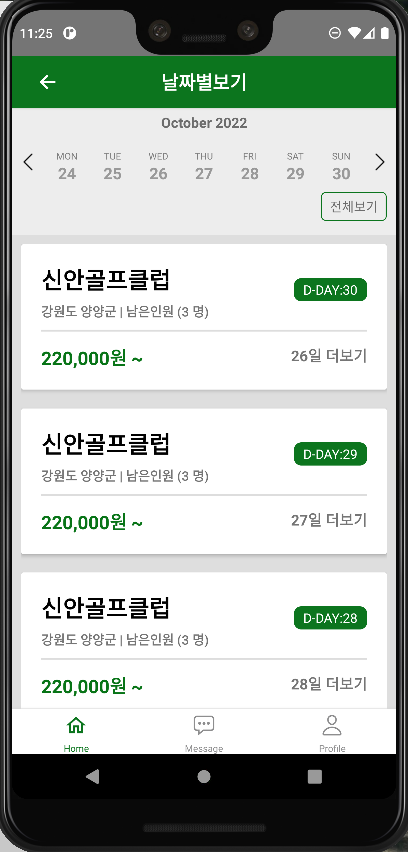 11:25
날짜별보기
October 2022
MON TUE WED THU FRI SAT SUN
24 25 26 27 28 29 30
전체보기
신안골프클럽
D-DAY:30
강원도 양양군 | 남은인원 (3 명)
220,000원 ~
26일 더보기
신안골프클럽
D-DAY:29
강원도 양양군 | 남은인원 (3 명)
220,000원 ~
27일 더보기
신안골프클럽
D-DAY:28
강원도 양양군 | 남은인원 (3 명)
220,000원 ~
28일 더보기
Home Message Profile